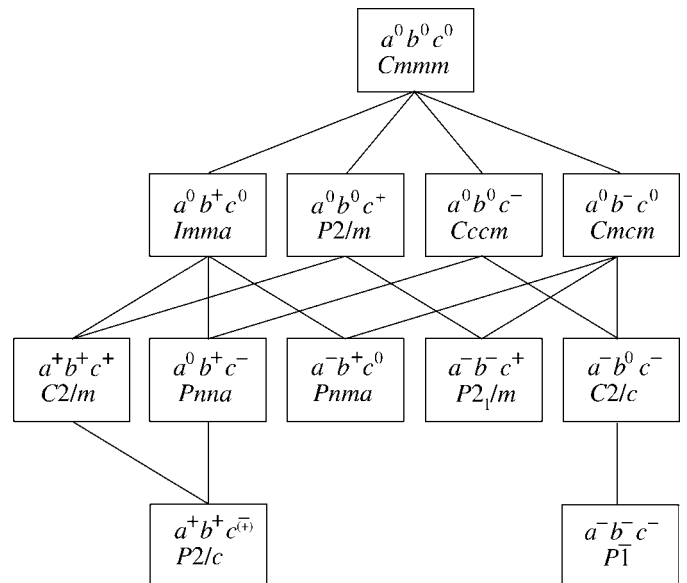 a⁰b⁰c⁰
Cmmm
a⁰b⁺c⁰
Imma
a⁰b⁰c⁺
P2/m
a⁰b⁰c⁻
Cccm
a⁰b⁻c⁰
Cmcm
a⁺b⁺c⁺
C2/m
a⁰b⁺c⁻
Pnna
a⁻b⁺c⁰
Pnma
a⁻b⁻c⁺
P2₁/m
a⁻b⁰c⁻
C2/c
a⁺b⁺c⁻₍₊₎
P2/c
a⁻b⁻c⁻
P1̅